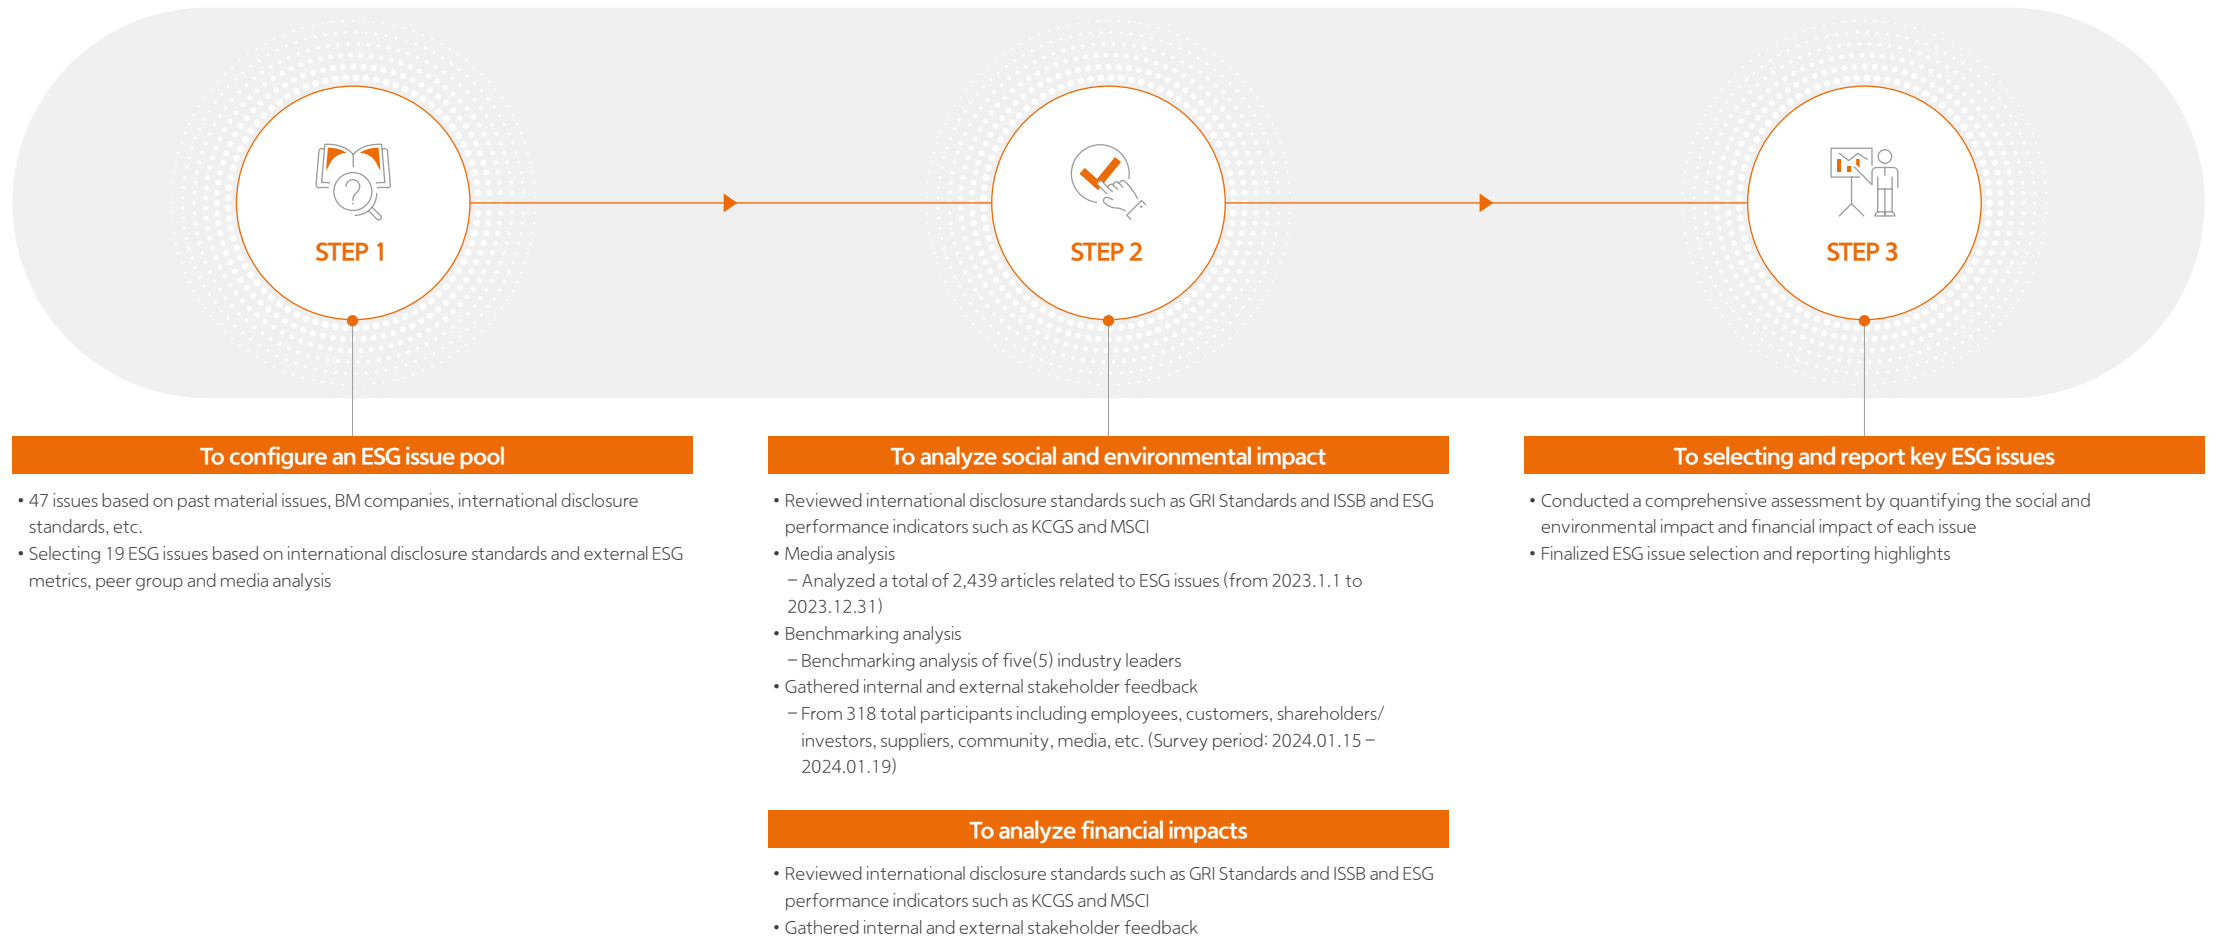 STEP 1
STEP 2
STEP 3
To configure an ESG issue pool
• 47 issues based on past material issues, BM companies, international disclosure
standards, etc.
• Selecting 19 ESG issues based on international disclosure standards and external ESG
metrics, peer group and media analysis
To analyze social and environmental impact
• Reviewed international disclosure standards such as GRI Standards and ISSB and ESG
performance indicators such as KCGS and MSCI
• Media analysis
– Analyzed a total of 2,439 articles related to ESG issues (from 2023.1.1 to
2023.12.31)
• Benchmarking analysis
– Benchmarking analysis of five(5) industry leaders
• Gathered internal and external stakeholder feedback
– From 318 total participants including employees, customers, shareholders/
investors, suppliers, community, media, etc. (Survey period: 2024.01.15 –
2024.01.19)
To analyze financial impacts
• Reviewed international disclosure standards such as GRI Standards and ISSB and ESG
performance indicators such as KCGS and MSCI
• Gathered internal and external stakeholder feedback
To selecting and report key ESG issues
• Conducted a comprehensive assessment by quantifying the social and
environmental impact and financial impact of each issue
• Finalized ESG issue selection and reporting highlights